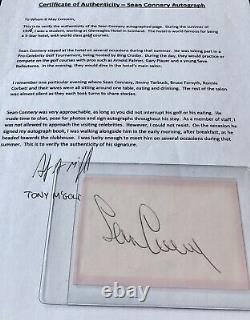 Certificate of Authenticity – Sean Connery Autograph
To Whom it May Concern,
This is to verify the authenticity of the Sean Connery autographed page. During the summer of
I was a student, working at Gleneagles Hotel in Scotland. The hotel is world famous for being
a 5 star hotel, with world class golf courses.
Sean Connery stayed at the hotel on several occasions during that summer. He was taking part in a
Pro-Celebrity Golf Tournament, being hosted by Bing Crosby. During the day, they would practice or
compete on the golf courses with pros such as Arnold Palmer, Gary Player and a young Seve
Ballesteros. In the evening, they would dine in the hotel's main salon.
I remember one particular evening where Sean Connery, Jimmy Tarbuck, Bruce Forsyth, Ronnie
Corbet and their wives were all sitting around one table, eating and drinking. The rest of the salon
was almost silent as they each took turn to share stories.
Sean Connery was very approachable, as long as you did not interrupt his golf or his eating. He
made time to chat, pose for photos and sign autographs throughout his stay. As a member of staff, I
was not allowed to approach the visiting celebrities. However, I could not resist. On the occasion he
signed my autograph book, I was walking alongside him in the early morning, after breakfast, as he
headed towards the clubhouse. I was lucky enough to meet him on several occasions during that
summer. This is to verify the authenticity of his signature.
TONY McGOU
Sean Connery